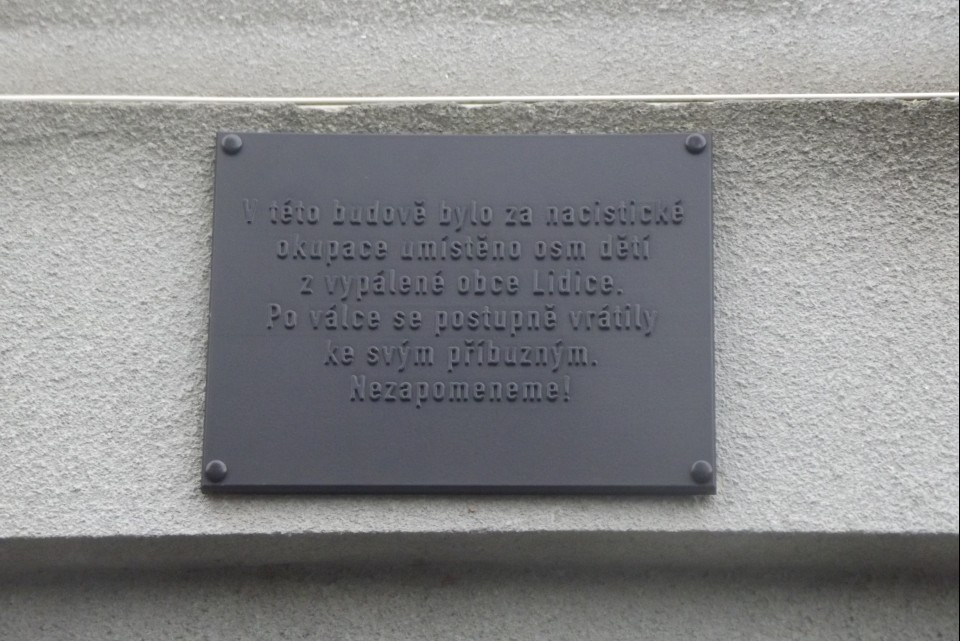 V této budově bylo za nacistické
okupace umístěno osm dětí
z vypálené obce Lidice.
Po válce se postupně vrátily
ke svým příbuzným.
Nezapomeneme!